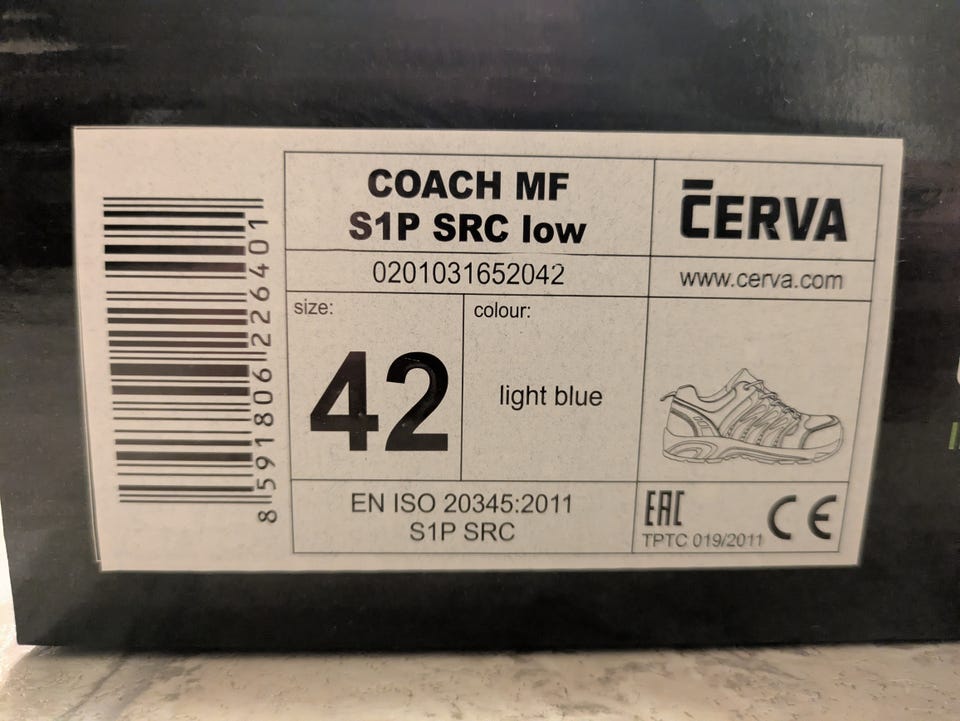 COACH MF
S1P SRC low
0201031652042
size:
42
colour:
light blue
EN ISO 20345:2011
S1P SRC
CERVA
www.cerva.com
EAC
CE
TPTC 019/2011
8591806226401